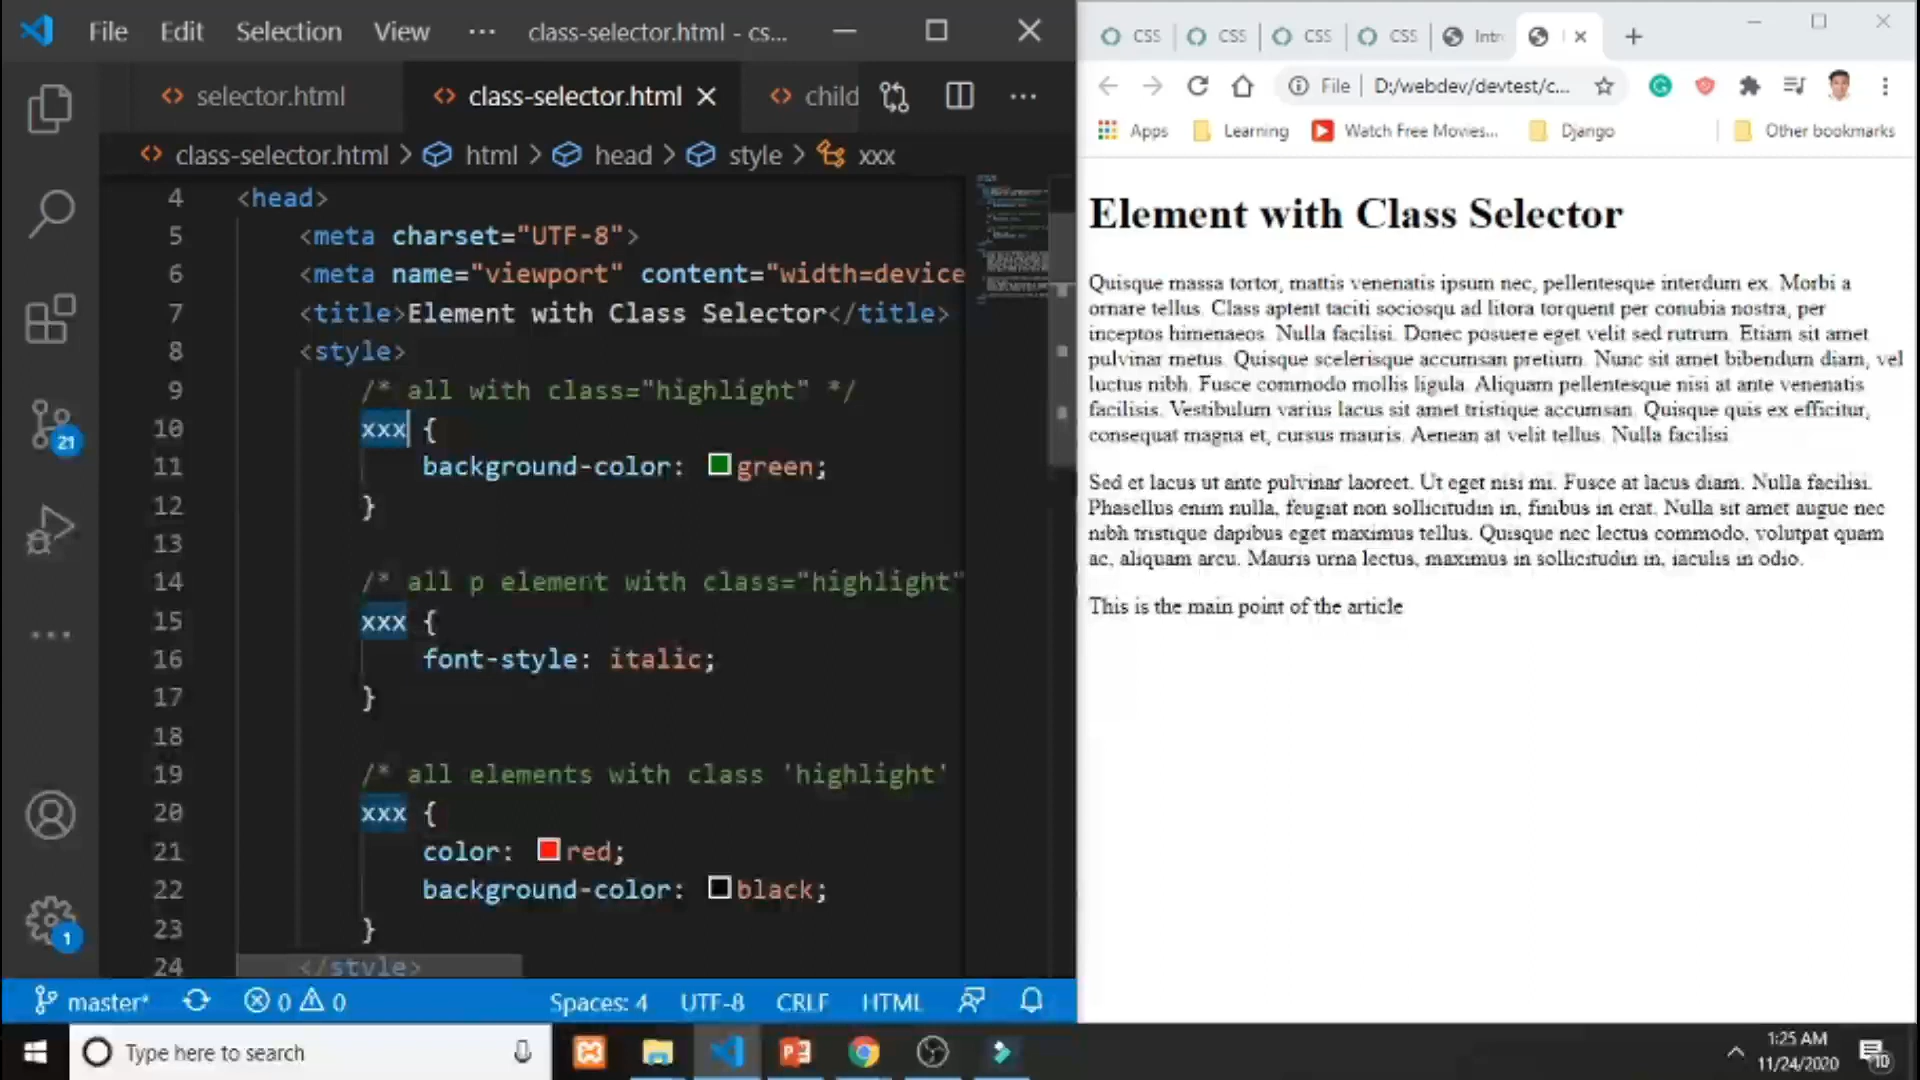 File Edit Selection View ··· class-selector.html - cs...
selector.html class-selector.html child
class-selector.html > html > head > style > xxx
4 <head>
5 <meta charset="UTF-8">
6 <meta name="viewport" content="width=device
7 <title>Element with Class Selector</title>
8 <style>
9 /* all with class="highlight" */
10 xxx {
11 background-color: green;
12 }
13
14 /* all p element with class="highlight"
15 xxx {
16 font-style: italic;
17 }
18
19 /* all elements with class 'highlight'
20 xxx {
21 color: red;
22 background-color: black;
23 }
24 </style>
21
1
master* 0 0 Spaces: 4 UTF-8 CRLF HTML
CSS CSS CSS CSS Intr
File D:/webdev/devtest/c...
Apps Learning Watch Free Movies... Django Other bookmarks
Element with Class Selector
Quisque massa tortor, mattis venenatis ipsum nec, pellentesque interdum ex. Morbi a
ornare tellus. Class aptent taciti sociosqu ad litora torquent per conubia nostra, per
inceptos himenaeos. Nulla facilisi. Donec posuere eget velit sed rutrum. Etiam sit amet
pulvinar metus. Quisque scelerisque accumsan pretium. Nunc sit amet bibendum diam, vel
luctus nibh. Fusce commodo mollis ligula. Aliquam pellentesque nisi at ante venenatis
facilisis. Vestibulum varius lacus sit amet tristique accumsan. Quisque quis ex efficitur,
consequat magna et, cursus mauris. Aenean at velit tellus. Nulla facilisi.
Sed et lacus ut ante pulvinar laoreet. Ut eget nisi mi. Fusce at lacus diam. Nulla facilisi.
Phasellus enim nulla, feugiat non sollicitudin in, finibus in erat. Nulla sit amet augue nec
nibh tristique dapibus eget maximus tellus. Quisque nec lectus commodo, volutpat quam
ac, aliquam arcu. Mauris urna lectus, maximus in sollicitudin in, iaculis in odio.
This is the main point of the article
Type here to search
1:25 AM
11/24/2020
10